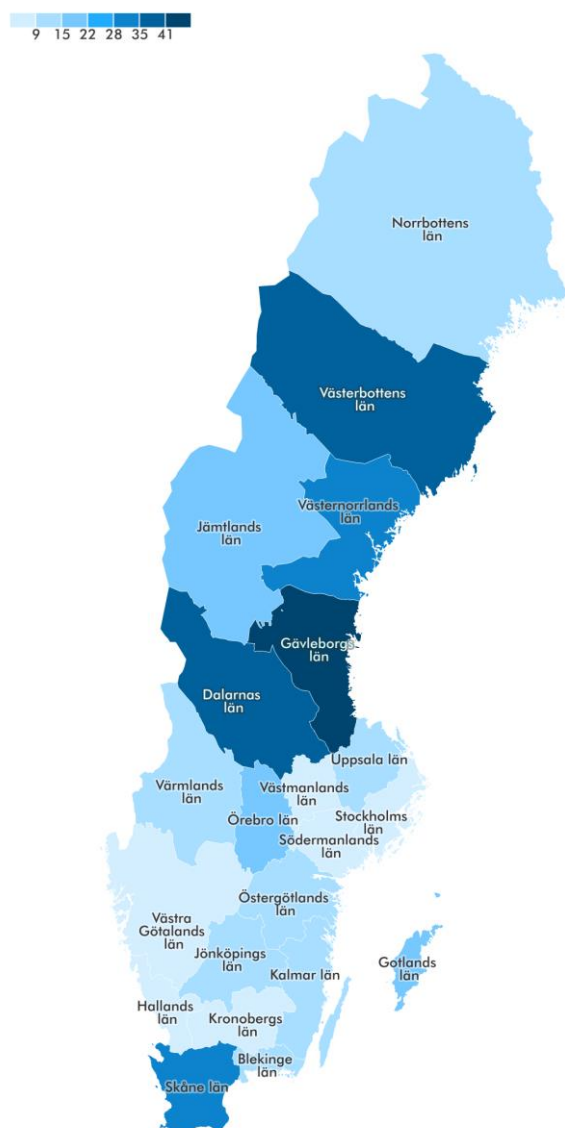 9 15 22 28 35 41
Norrbottens
län
Västerbottens
län
Västernorrlands
län
Jämtlands
län
Gävleborgs
län
Dalarnas
län
Uppsala län
Värmlands
län
Västmanlands
län
Örebro län
Stockholms
län
Södermanlands
län
Östergötlands
län
Västra
Götalands
län
Jönköpings
län
Kalmar län
Gotlands
län
Hallands
län
Kronobergs
län
Blekinge
län
Skåne län